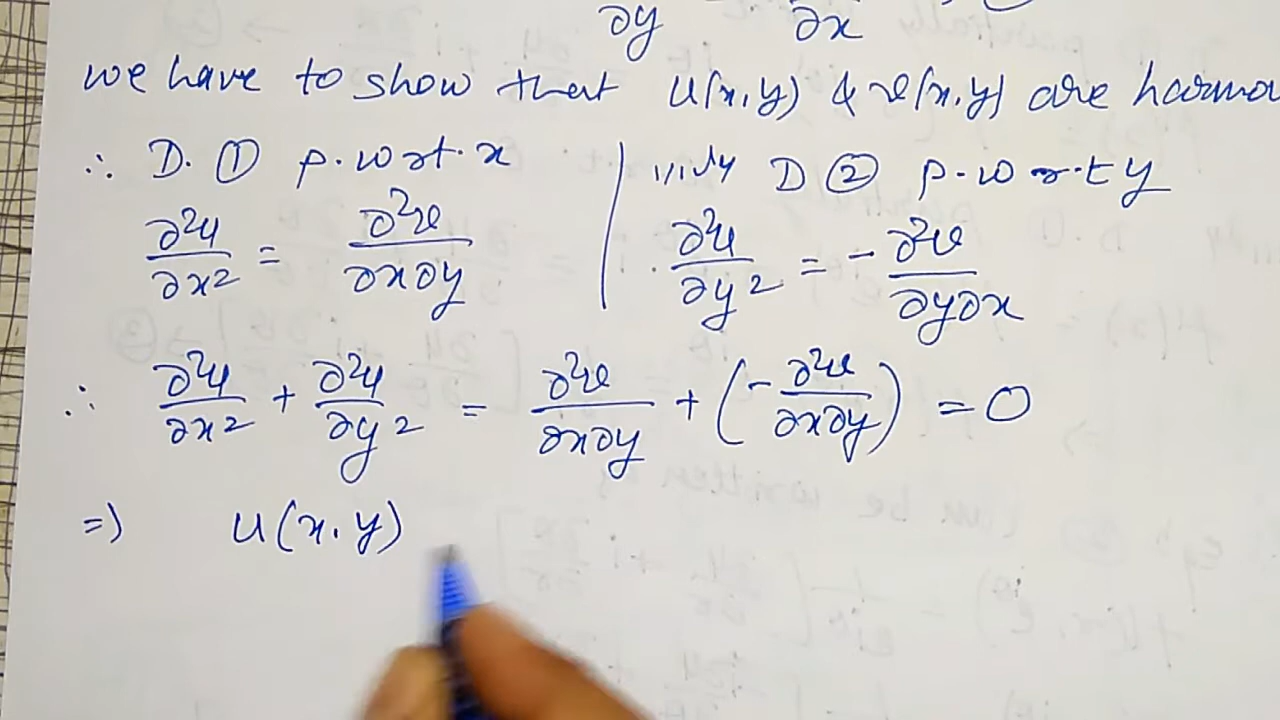 ∂y ∂x
we have to show that u(x,y) & v(x,y) are harmo
∴ D. ① p.w.r.t.x | |||ly D ② p.w.r.t y
∂²u/∂x² = ∂²v/∂x∂y | ∂²u/∂y² = - ∂²v/∂y∂x
∴ ∂²u/∂x² + ∂²u/∂y² = ∂²v/∂x∂y + (- ∂²v/∂x∂y) = 0
=) u(x,y)